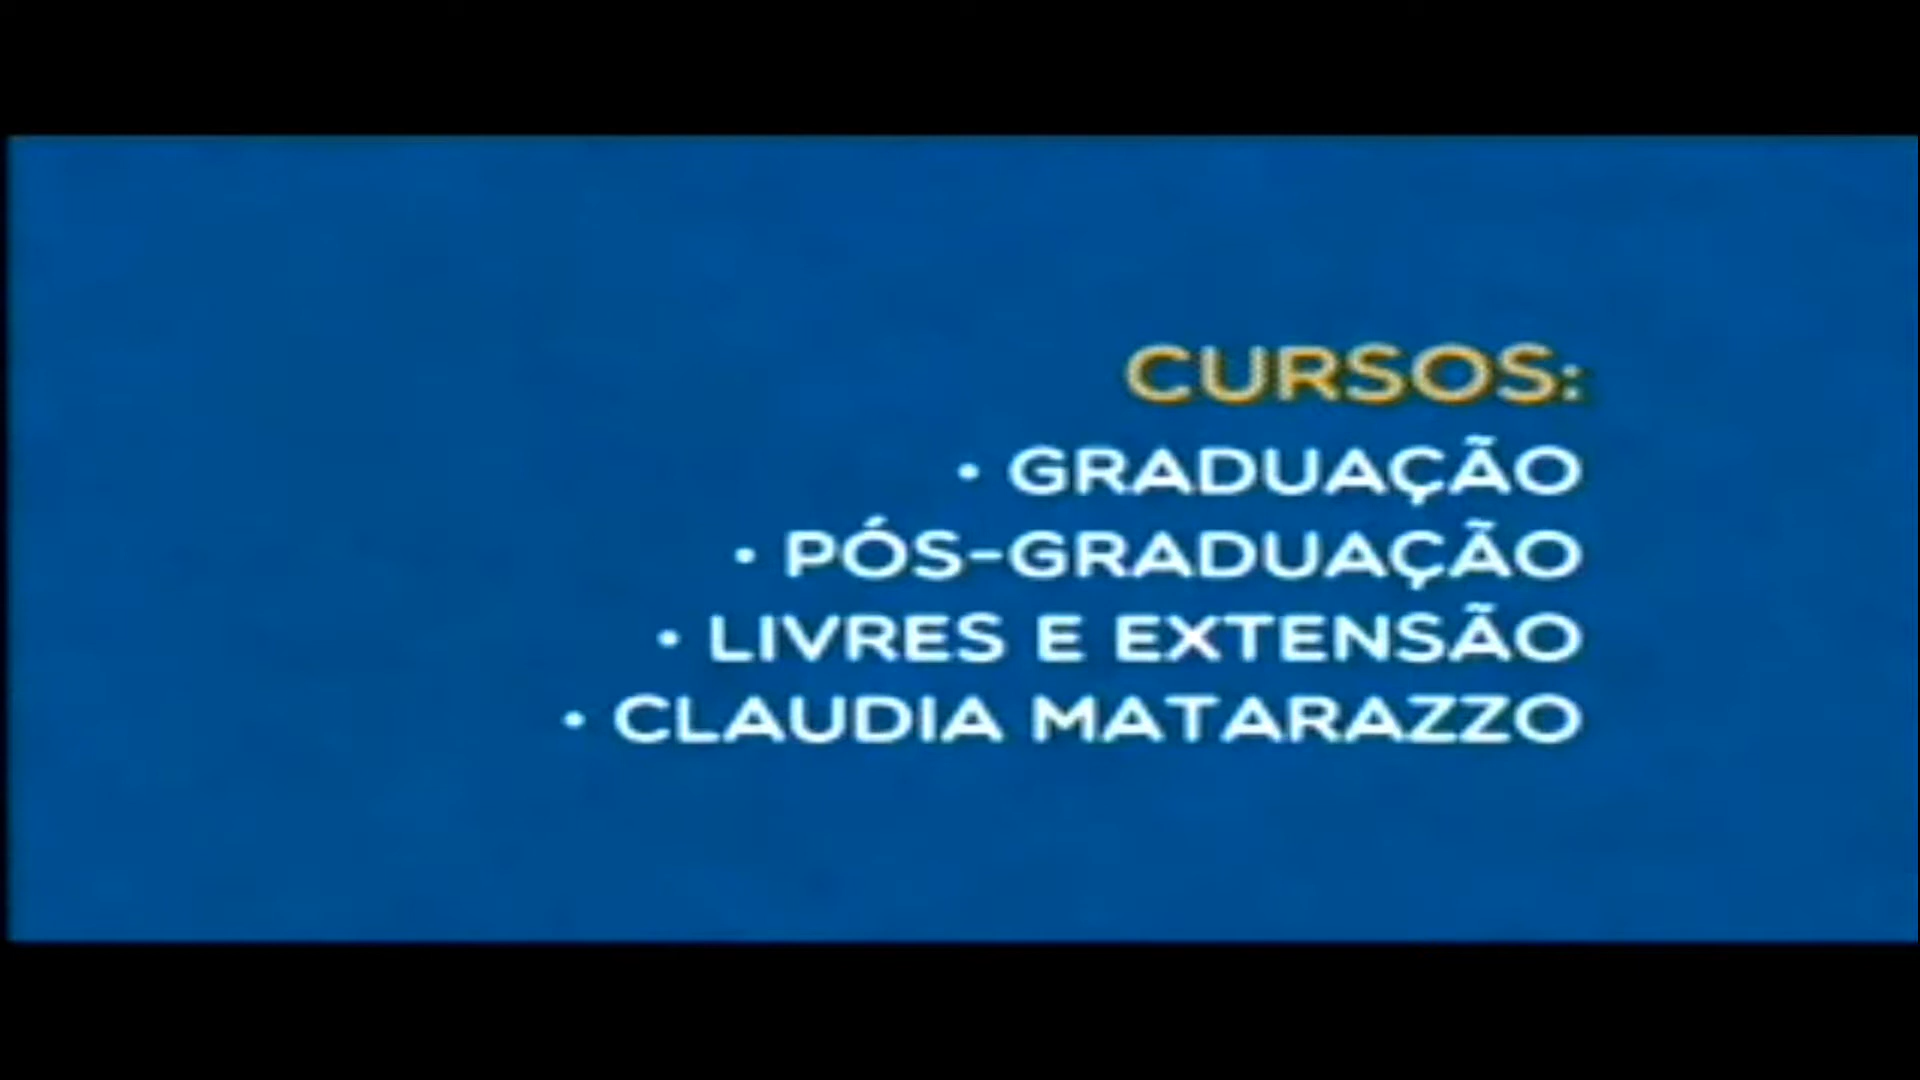 CURSOS:
• GRADUAÇÃO
• PÓS-GRADUAÇÃO
• LIVRES E EXTENSÃO
• CLAUDIA MATARAZZO